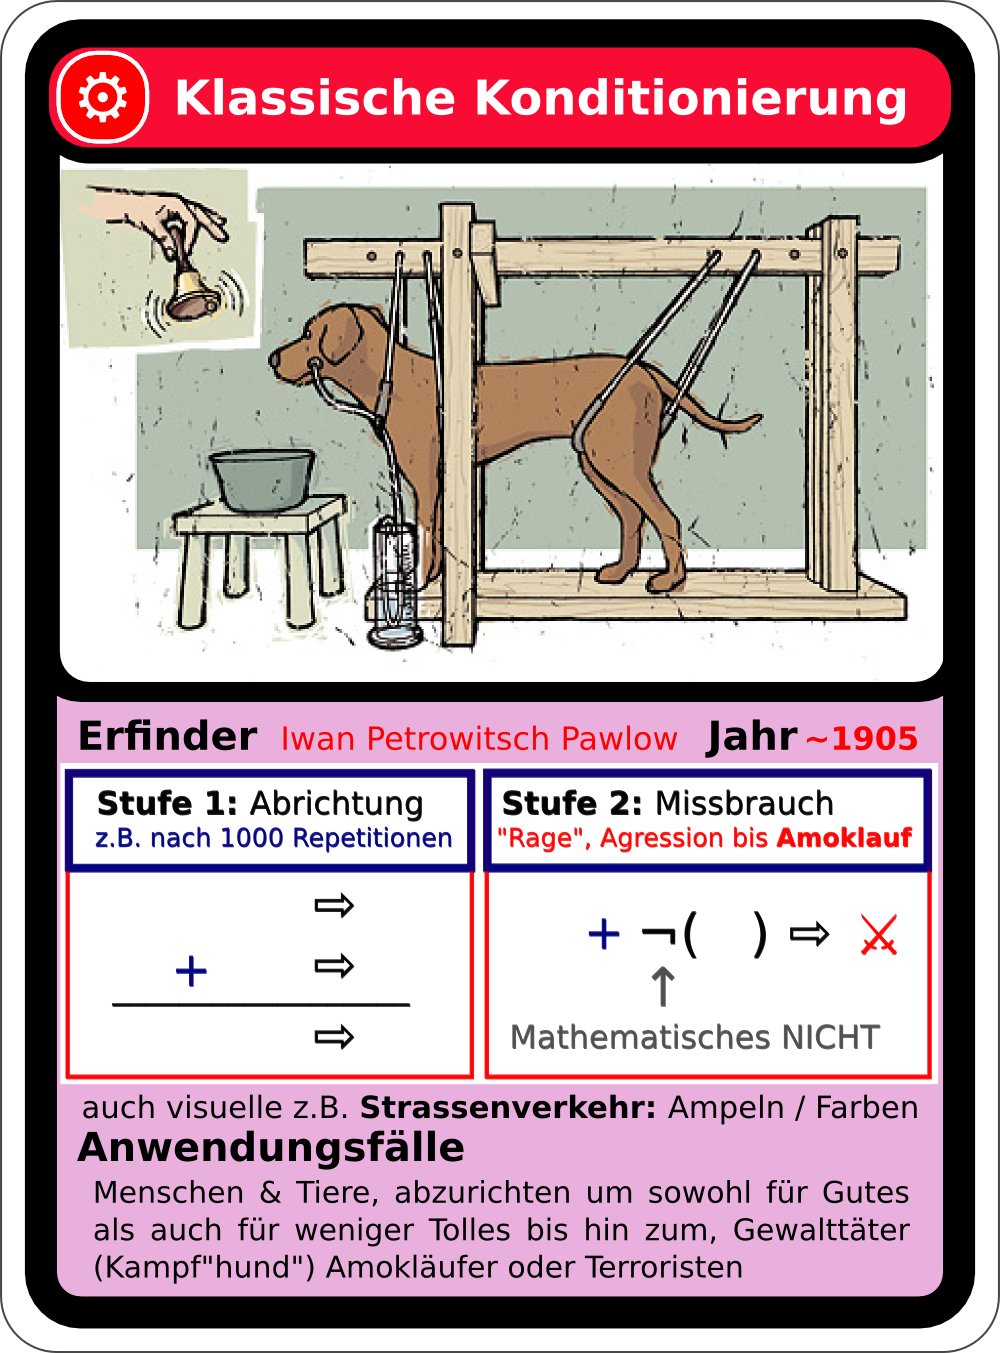 Klassische Konditionierung
Erfinder Iwan Petrowitsch Pawlow Jahr ~1905
Stufe 1: Abrichtung
z.B. nach 1000 Repetitionen
⇨
+ ⇨
⇨
Stufe 2: Missbrauch
"Rage", Agression bis Amoklauf
+ ¬( ) ⇨ ⚔
↑
Mathematisches NICHT
auch visuelle z.B. Strassenverkehr: Ampeln / Farben
Anwendungsfälle
Menschen & Tiere, abzurichten um sowohl für Gutes
als auch für weniger Tolles bis hin zum, Gewalttäter
(Kampf"hund") Amokläufer oder Terroristen